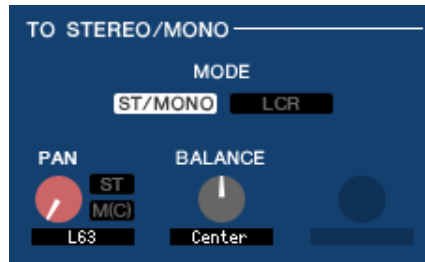 TO STEREO/MONO
MODE
ST/MONO LCR
PAN BALANCE
ST
M(C)
L63 Center